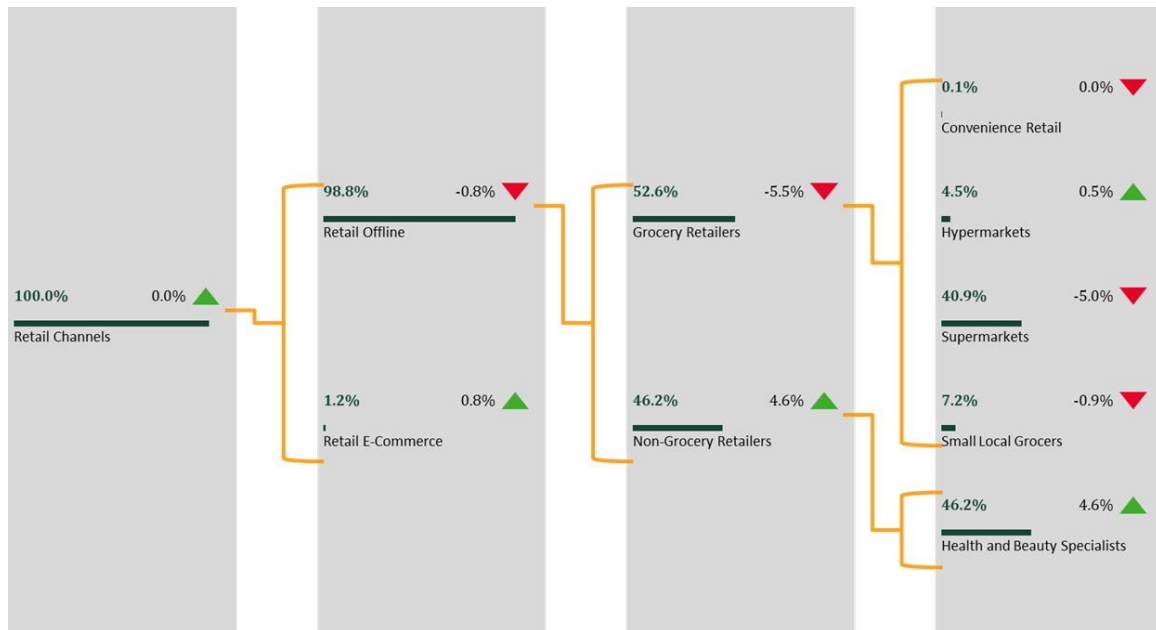 100.0% 0.0%
Retail Channels
98.8% -0.8%
Retail Offline
1.2% 0.8%
Retail E-Commerce
52.6% -5.5%
Grocery Retailers
46.2% 4.6%
Non-Grocery Retailers
0.1% 0.0%
Convenience Retail
4.5% 0.5%
Hypermarkets
40.9% -5.0%
Supermarkets
7.2% -0.9%
Small Local Grocers
46.2% 4.6%
Health and Beauty Specialists